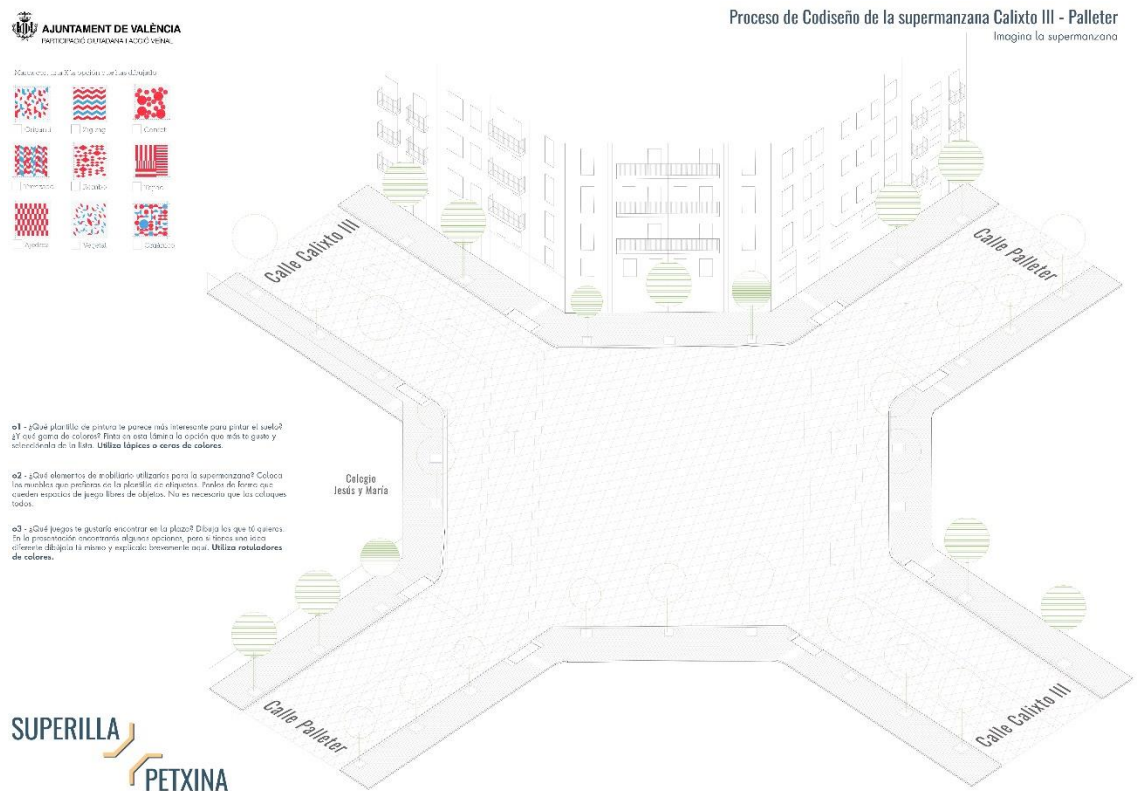 AJUNTAMENT DE VALÈNCIA
PARTICIPACIÓ CIUTADANA I ACCIÓ VEÏNAL
Proceso de Codiseño de la supermanzana Calixto III - Palleter
Imagina la supermanzana
Zigzag
Confeti
Vegetal
Calle Calixto III
Calle Palleter
o1 - ¿Qué plantilla de pintura te parece más interesante para pintar el suelo?
¿Y qué gama de colores? Pinta en esta lámina la opción que más te guste y
selecciónala de la lista. Utiliza lápices o ceras de colores.
o2 - ¿Qué elementos de mobiliario utilizarías para la supermanzana? Coloca
los muebles que prefieras de la plantilla de etiquetas. Ponlos de forma que
queden espacios de juego libres de objetos. No es necesario que los coloques
todos.
o3 - ¿Qué juegos te gustaría encontrar en la plaza? Dibuja los que tú quieras.
En la presentación encontrarás algunas opciones, pero si tienes una idea
diferente dibújala tú mismo y explícalo brevemente aquí. Utiliza rotuladores
de colores.
Colegio
Jesús y María
Calle Palleter
Calle Calixto III
SUPERILLA
PETXINA